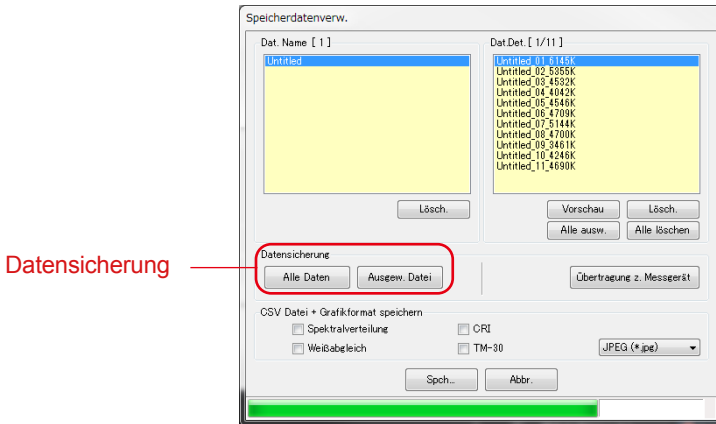 Speicherdatenverw.
Dat. Name [ 1 ]
Untitled
Lösch.
Dat.Det. [ 1/11 ]
Untitled_01_6145K
Untitled_02_5355K
Untitled_03_4532K
Untitled_04_4042K
Untitled_05_4546K
Untitled_06_4709K
Untitled_07_5144K
Untitled_08_4700K
Untitled_09_3461K
Untitled_10_4246K
Untitled_11_4690K
Vorschau
Lösch.
Alle ausw.
Alle löschen
Datensicherung
Datensicherung
Alle Daten
Ausgew. Datei
Übertragung z. Messgerät
CSV Datei + Grafikformat speichern
Spektralverteilung
CRI
Weißabgleich
TM-30
JPEG (*.jpg)
Spch...
Abbr.